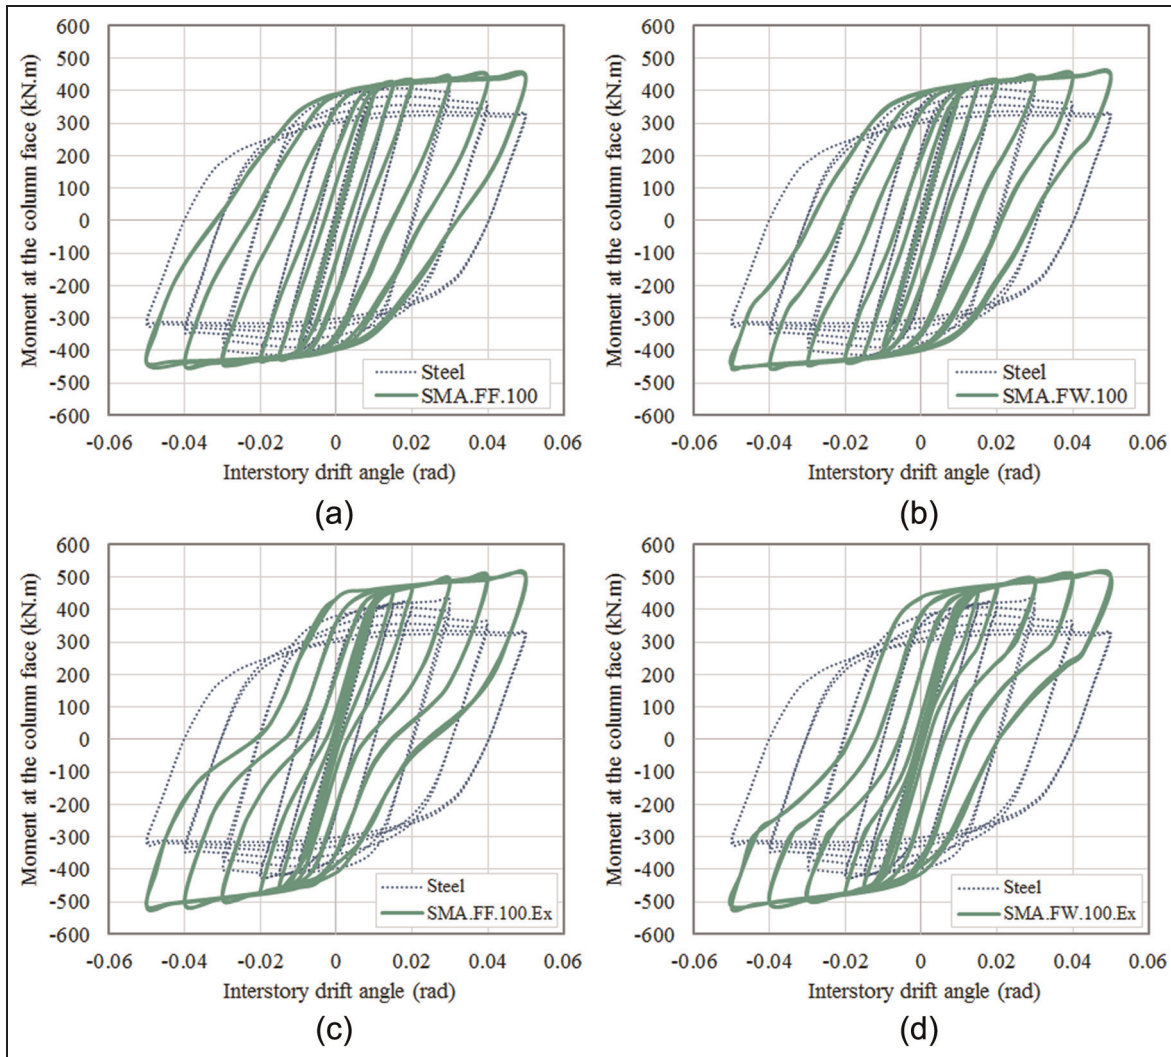 600
500
400
300
200
100
0
-100
-200
-300
-400
-500
-600
Moment at the column face (kN.m)
Steel
SMA.FF.100
-0.06 -0.04 -0.02 0 0.02 0.04 0.06
Interstory drift angle (rad)
(a)
600
500
400
300
200
100
0
-100
-200
-300
-400
-500
-600
Moment at the column face (kN.m)
Steel
SMA.FW.100
-0.06 -0.04 -0.02 0 0.02 0.04 0.06
Interstory drift angle (rad)
(b)
600
500
400
300
200
100
0
-100
-200
-300
-400
-500
-600
Moment at the column face (kN.m)
Steel
SMA.FF.100.Ex
-0.06 -0.04 -0.02 0 0.02 0.04 0.06
Interstory drift angle (rad)
(c)
600
500
400
300
200
100
0
-100
-200
-300
-400
-500
-600
Moment at the column face (kN.m)
Steel
SMA.FW.100.Ex
-0.06 -0.04 -0.02 0 0.02 0.04 0.06
Interstory drift angle (rad)
(d)